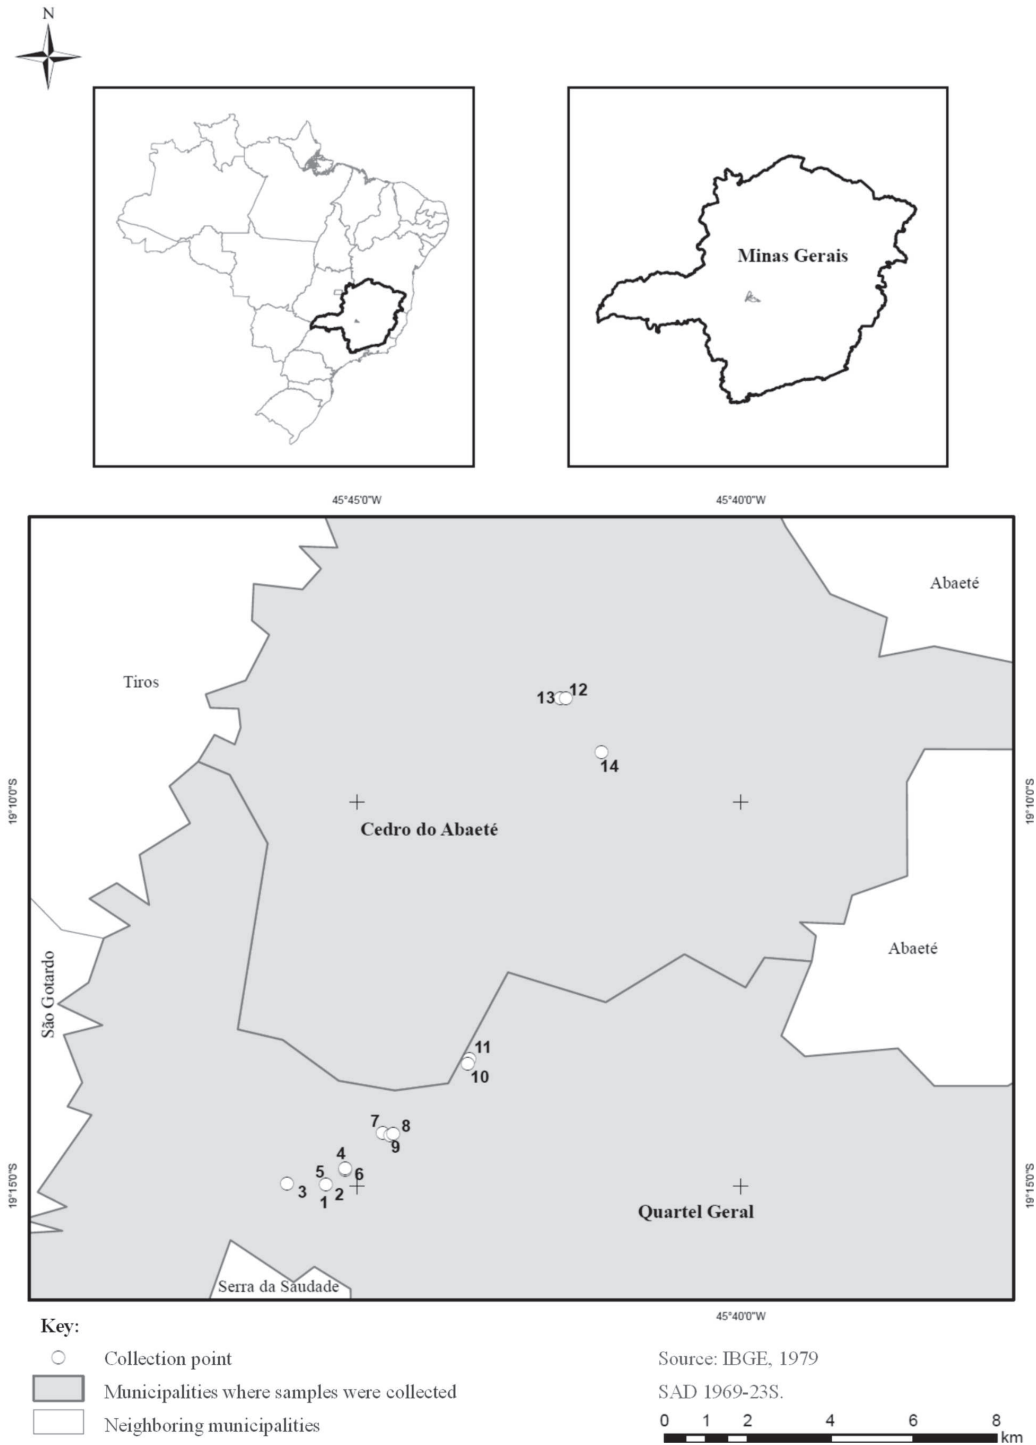 N
Minas Gerais
45°45'0"W
45°40'0"W
Abaeté
Tiros
13
12
14
19°10'0"S
19°10'0"S
Cedro do Abaeté
São Gotardo
Abaeté
11
10
7
8
9
4
5
6
3
2
1
19°15'0"S
19°15'0"S
Quartel Geral
Serra da Saudade
45°40'0"W
Key:
Collection point
Municipalities where samples were collected
Neighboring municipalities
Source: IBGE, 1979
SAD 1969-23S.
0 1 2 4 6 8
km